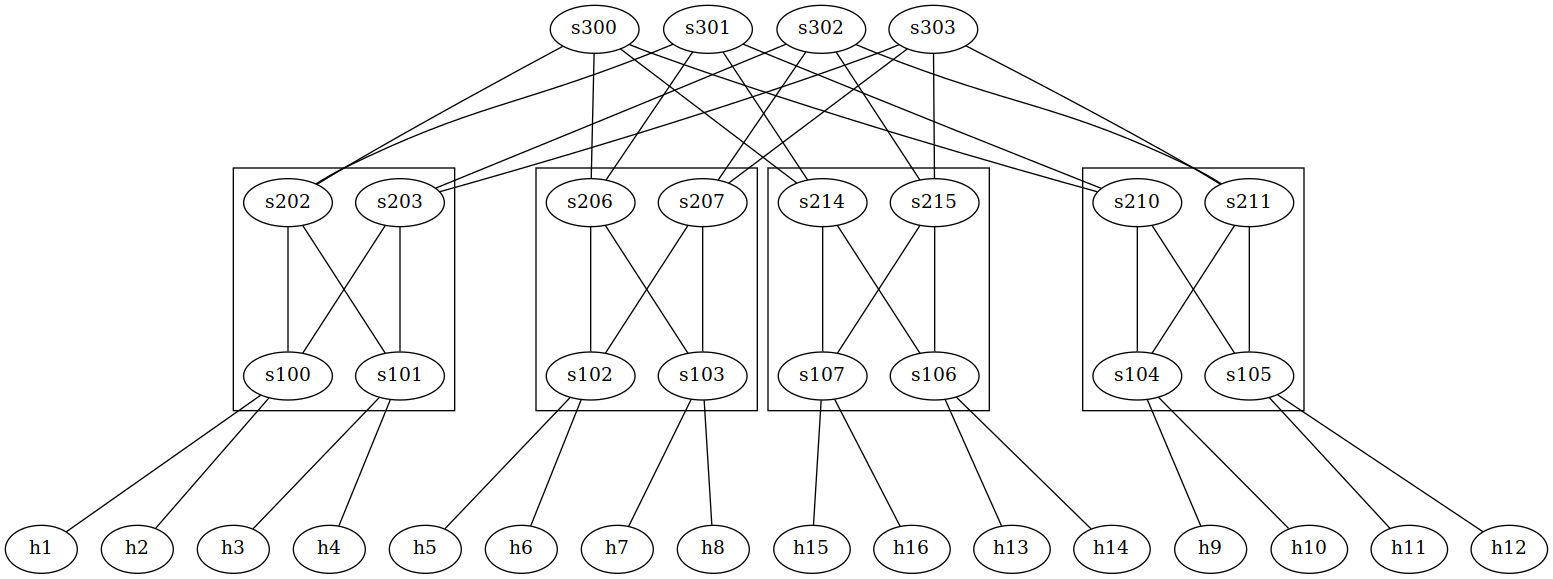 s300 s301 s302 s303
s202 s203 s206 s207 s214 s215 s210 s211
s100 s101 s102 s103 s107 s106 s104 s105
h1 h2 h3 h4 h5 h6 h7 h8 h15 h16 h13 h14 h9 h10 h11 h12